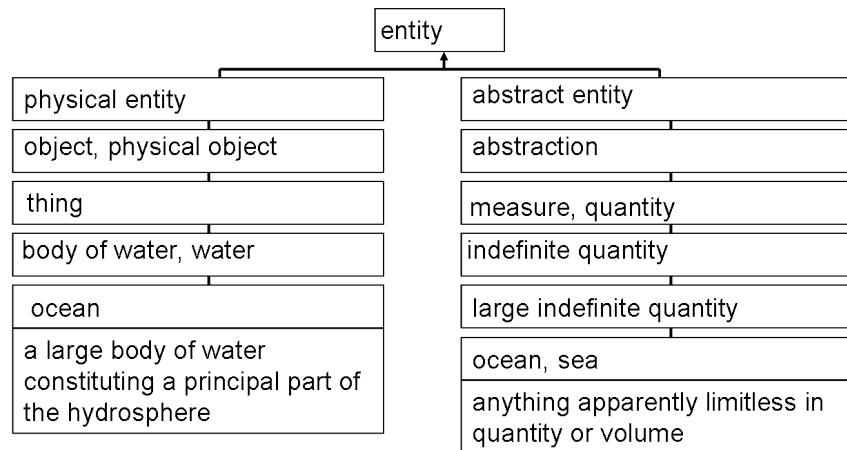 entity
physical entity
object, physical object
thing
body of water, water
ocean
a large body of water
constituting a principal part of
the hydrosphere
abstract entity
abstraction
measure, quantity
indefinite quantity
large indefinite quantity
ocean, sea
anything apparently limitless in
quantity or volume